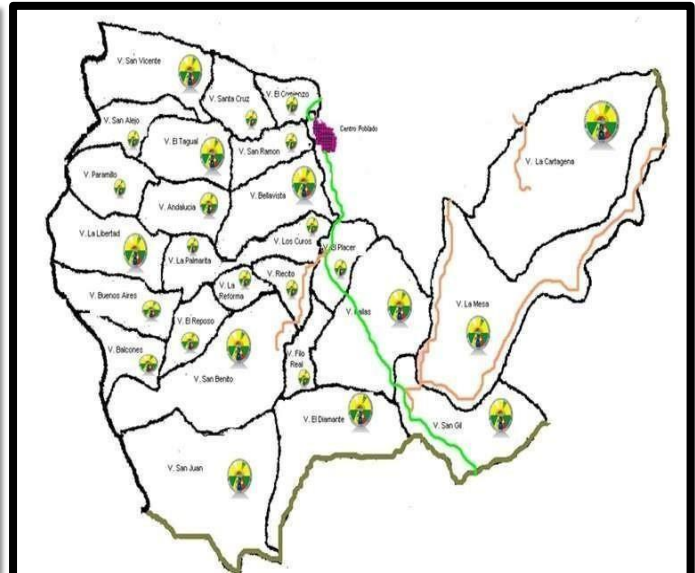 V. San Vicente
V. Santa Cruz
V. El Comienzo
V. San Alejo
V. El Tagual
V. San Ramon
Centro Poblado
V. Paramillo
V. Andalucia
V. Bellavista
V. La Libertad
V. La Palmarita
V. Los Curos
V. El Placer
V. La Cartagena
V. Buenos Aires
V. La
Reforma
V. Recito
V. El Reposo
V. La Mesa
V. Balcones
V. San Benito
V. Filo
Real
V. El Diamante
V. San Gil
V. San Juan